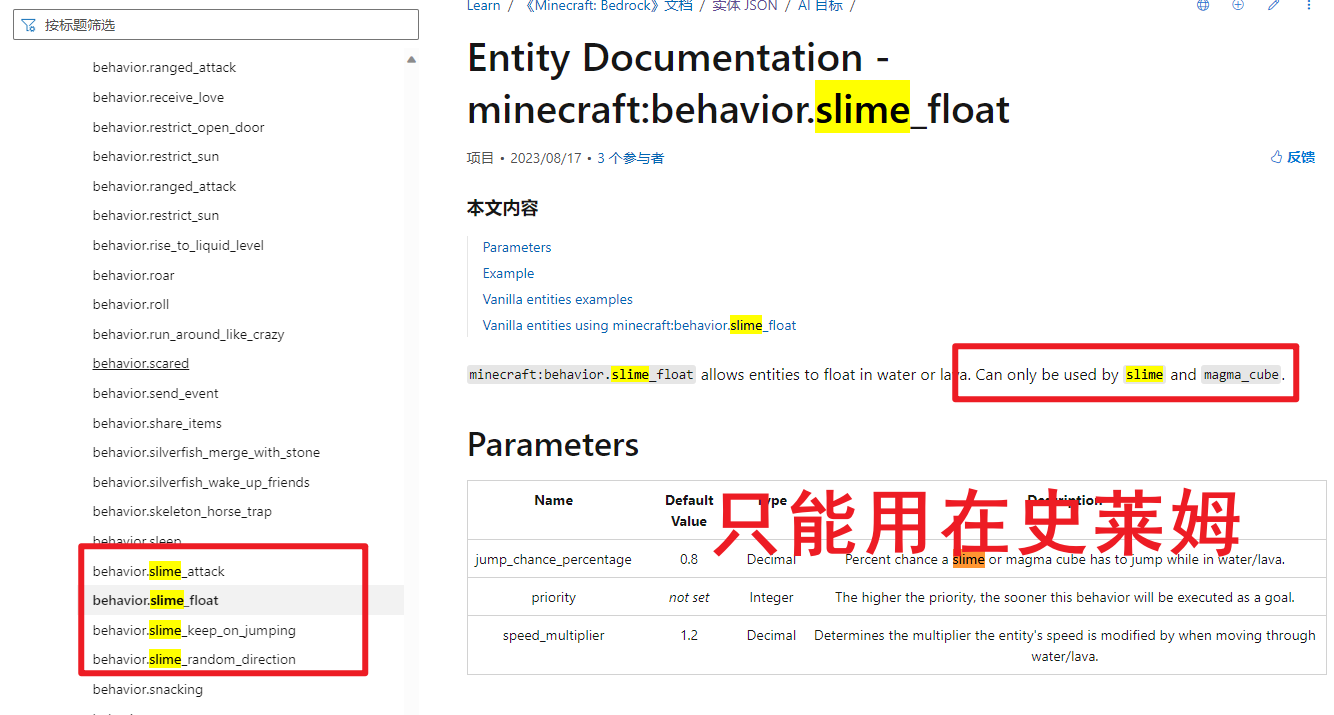 按标题筛选
behavior.ranged_attack
behavior.receive_love
behavior.restrict_open_door
behavior.restrict_sun
behavior.ranged_attack
behavior.restrict_sun
behavior.rise_to_liquid_level
behavior.roar
behavior.roll
behavior.run_around_like_crazy
behavior.scared
behavior.send_event
behavior.share_items
behavior.silverfish_merge_with_stone
behavior.silverfish_wake_up_friends
behavior.skeleton_horse_trap
behavior.sleep
behavior.slime_attack
behavior.slime_float
behavior.slime_keep_on_jumping
behavior.slime_random_direction
behavior.snacking
Learn / 《Minecraft: Bedrock》文档 / 实体 JSON / AI 目标 /
Entity Documentation -
minecraft:behavior.slime_float
项目 • 2023/08/17 • 3 个参与者
反馈
本文内容
Parameters
Example
Vanilla entities examples
Vanilla entities using minecraft:behavior.slime_float
minecraft:behavior.slime_float allows entities to float in water or lava. Can only be used by slime and magma_cube.
Parameters
Name Default Value Type Description
只能用在史莱姆
jump_chance_percentage 0.8 Decimal Percent chance a slime or magma cube has to jump while in water/lava.
priority not set Integer The higher the priority, the sooner this behavior will be executed as a goal.
speed_multiplier 1.2 Decimal Determines the multiplier the entity's speed is modified by when moving through
water/lava.